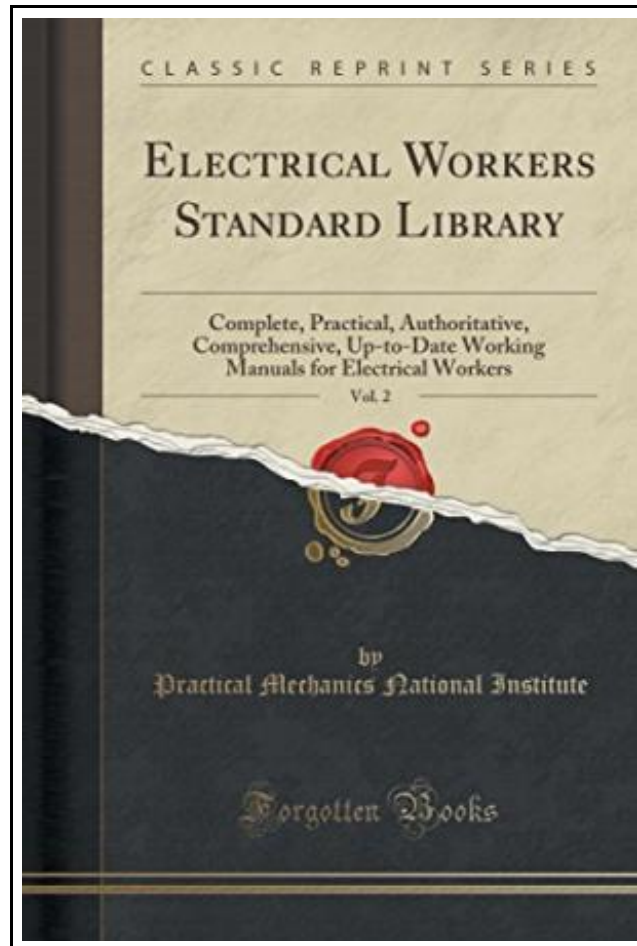 CLASSIC REPRINT SERIES
ELECTRICAL WORKERS
STANDARD LIBRARY
Complete, Practical, Authoritative,
Comprehensive, Up-to-Date Working
Manuals for Electrical Workers
Vol. 2
by
Practical Mechanics National Institute
Forgotten Books